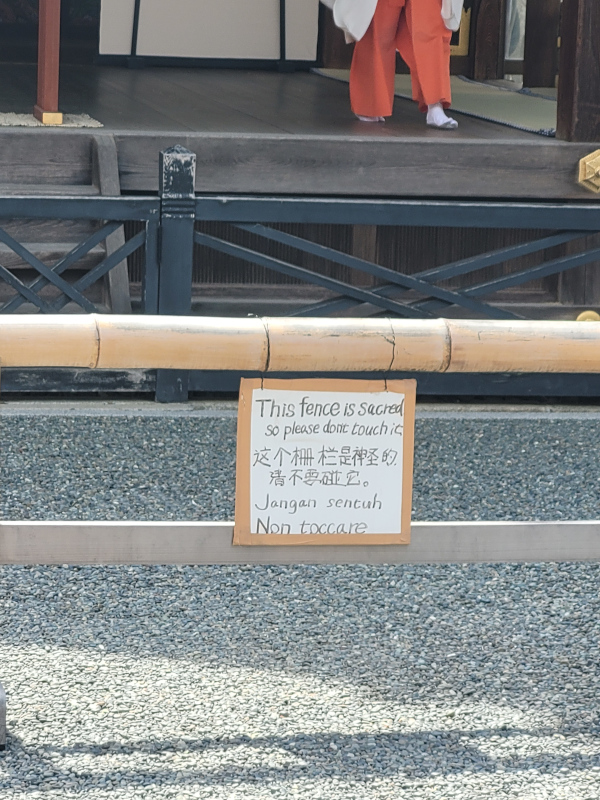 This fence is sacred
so please dont touch it
这个栅栏是神圣的.
请不要碰它。
Jangan sentuh
Non toccare